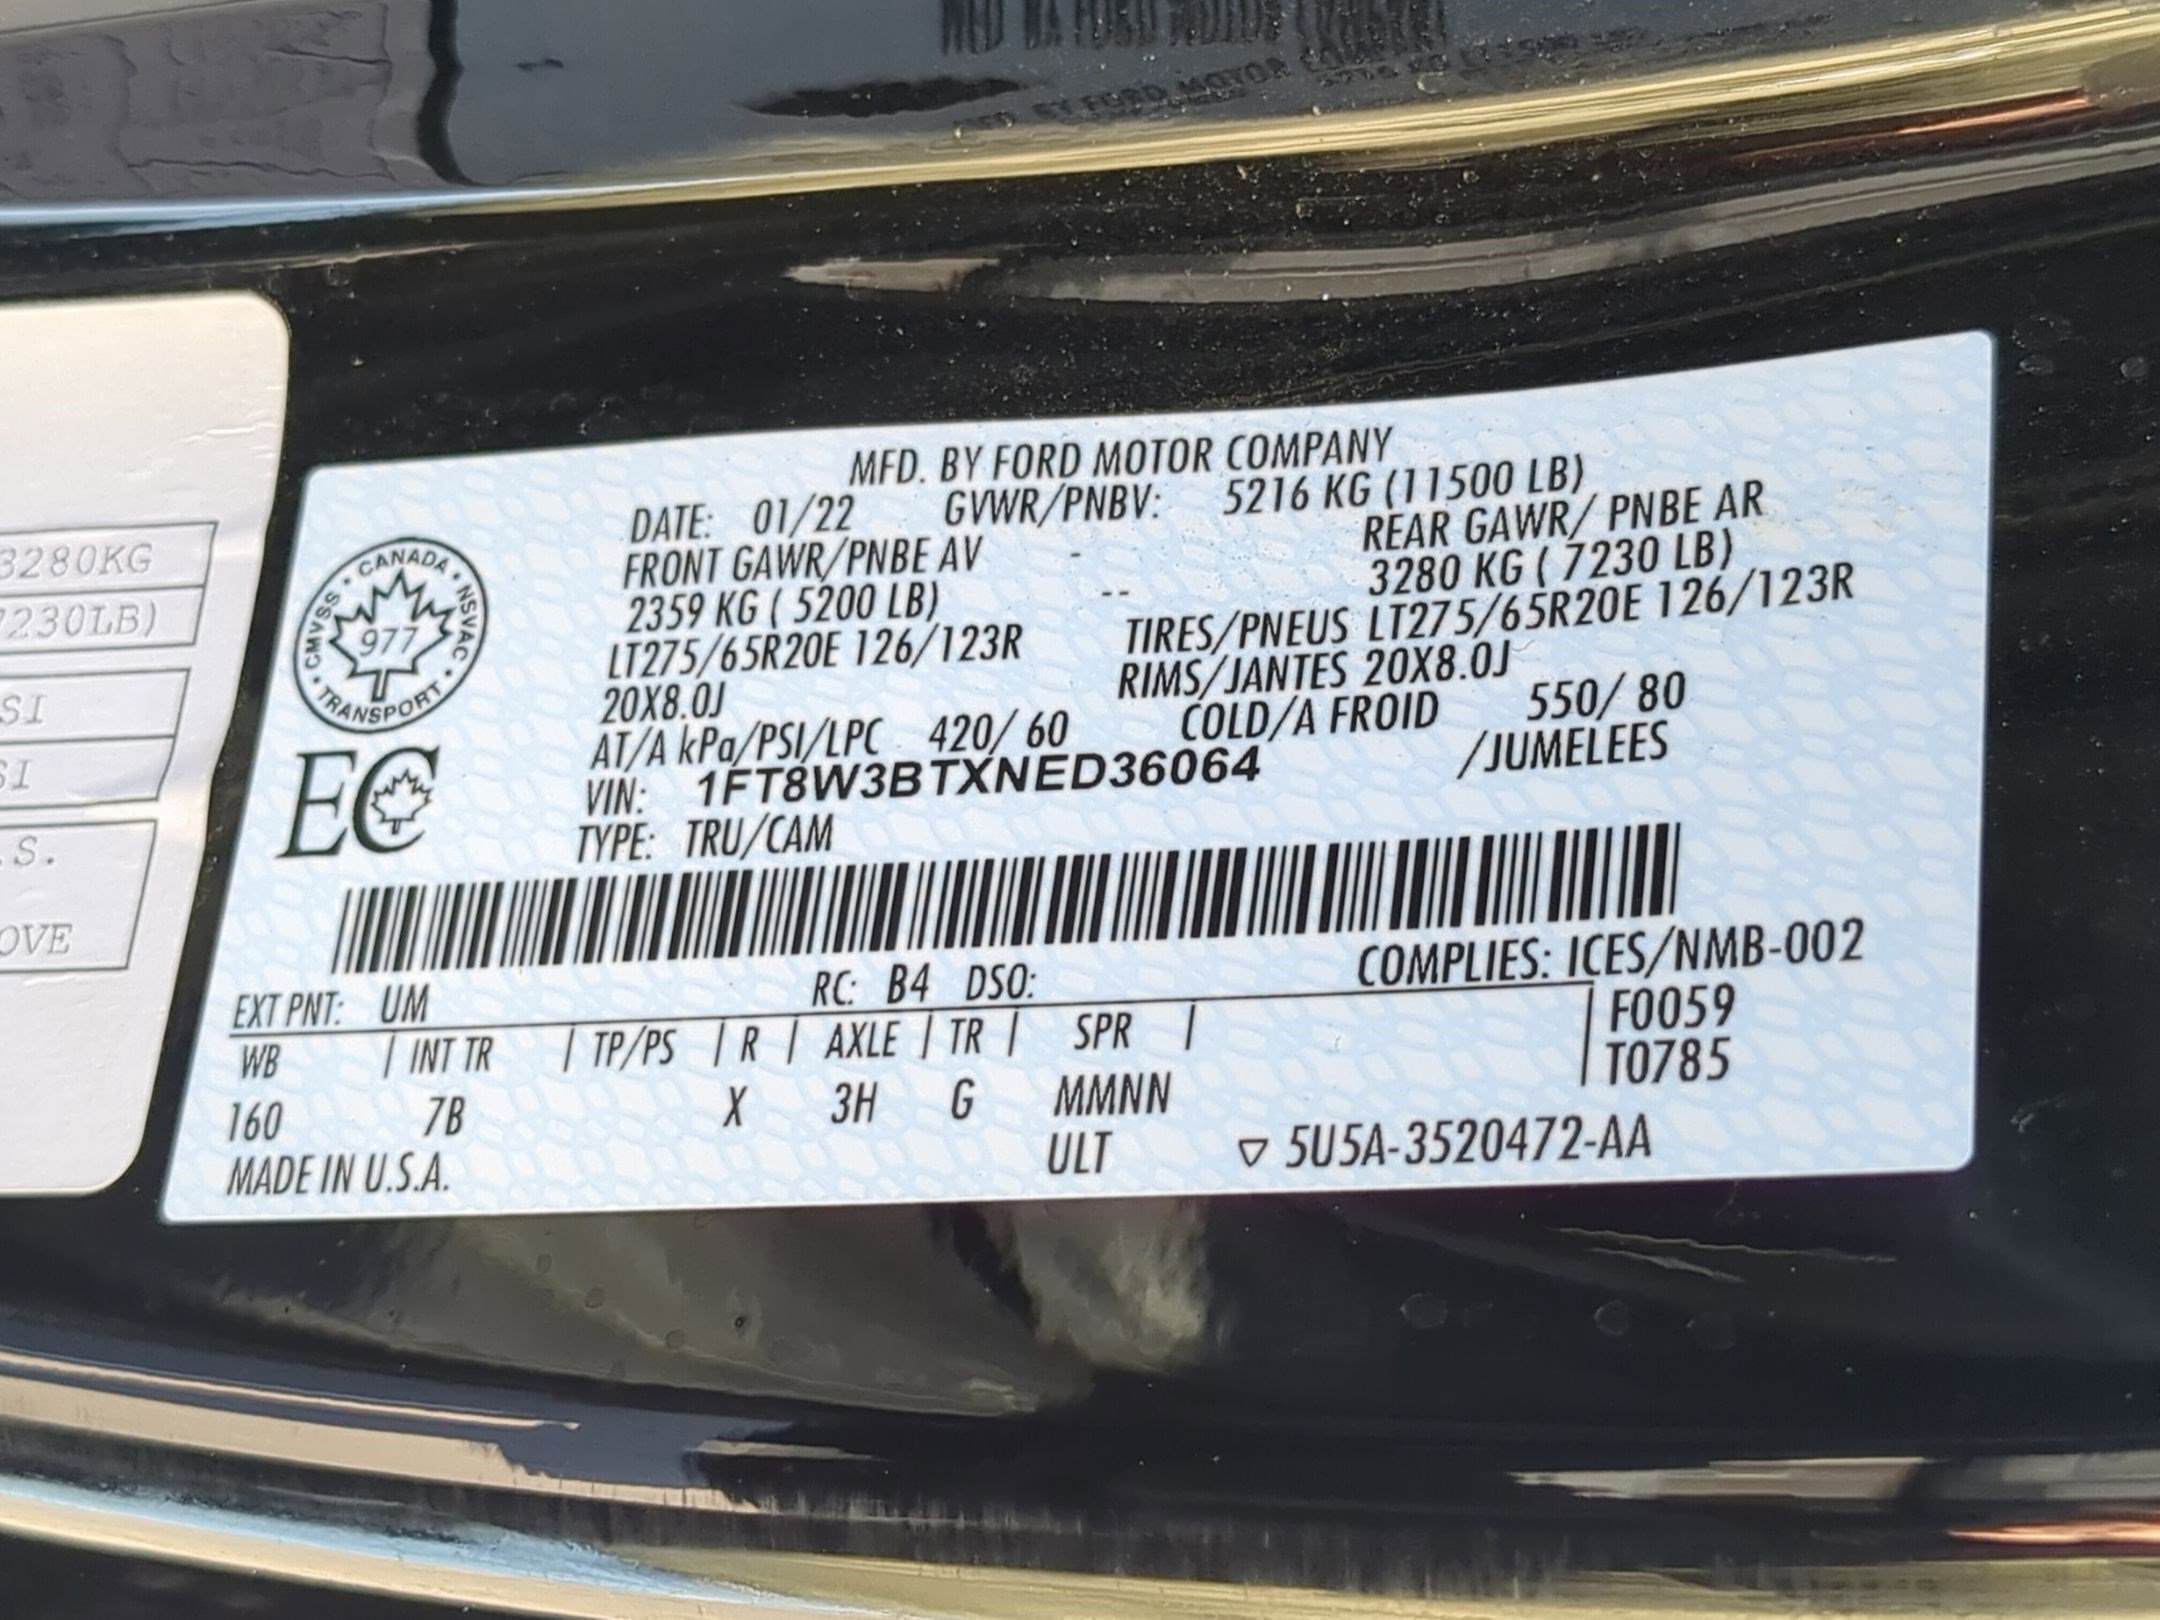 MFD. BY FORD MOTOR COMPANY
3280KG
7230LB)
SI
SI
.S.
OVE
MFD. BY FORD MOTOR COMPANY
DATE: 01/22 GVWR/PNBV: 5216 KG (11500 LB)
FRONT GAWR/PNBE AV - REAR GAWR/ PNBE AR
2359 KG ( 5200 LB) -- 3280 KG ( 7230 LB)
LT275/65R20E 126/123R TIRES/PNEUS LT275/65R20E 126/123R
20X8.0J RIMS/JANTES 20X8.0J
AT/A kPa/PSI/LPC 420/ 60 COLD/A FROID 550/ 80
VIN: 1FT8W3BTXNED36064 /JUMELEES
TYPE: TRU/CAM
CANADA • NSVAC • TRANSPORT • CMVSS •
977
EC
COMPLIES: ICES/NMB-002
EXT PNT: UM RC: B4 DSO:
WB | INT TR | TP/PS | R | AXLE | TR | SPR | F0059
T0785
160 7B X 3H G MMNN
MADE IN U.S.A. ULT ▽ 5U5A-3520472-AA